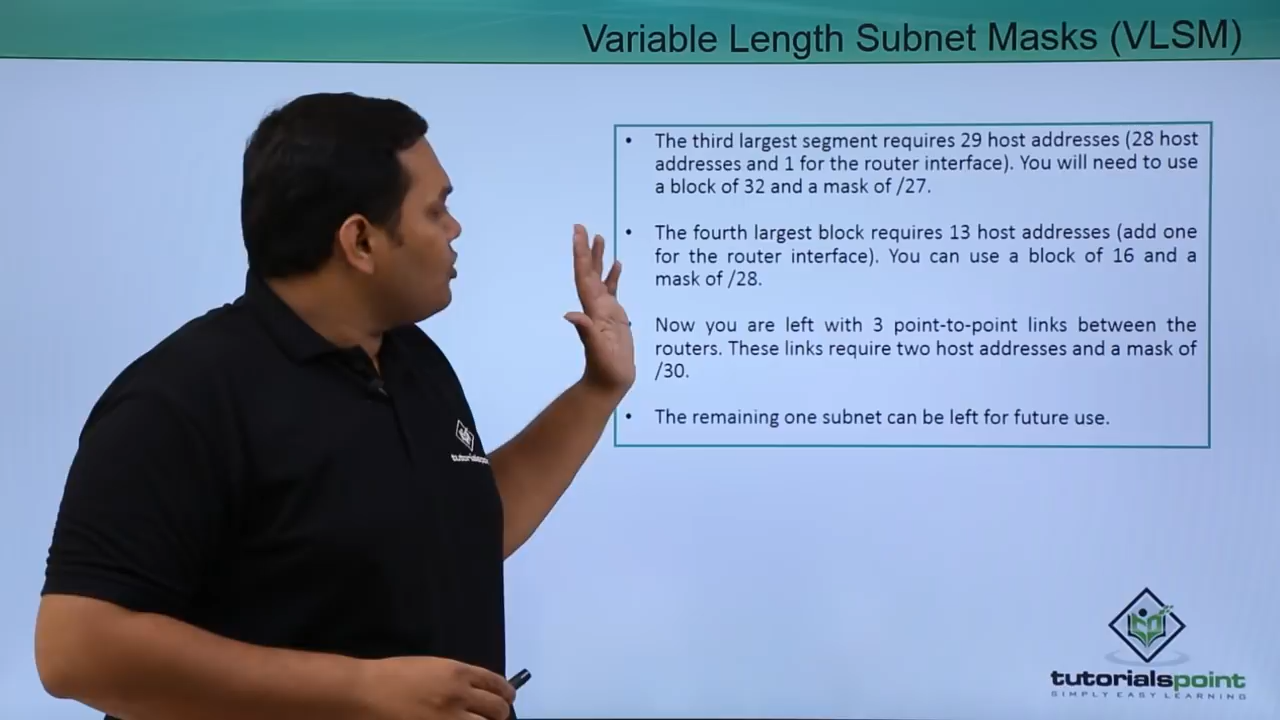 Variable Length Subnet Masks (VLSM)
• The third largest segment requires 29 host addresses (28 host
addresses and 1 for the router interface). You will need to use
a block of 32 and a mask of /27.
• The fourth largest block requires 13 host addresses (add one
for the router interface). You can use a block of 16 and a
mask of /28.
Now you are left with 3 point-to-point links between the
routers. These links require two host addresses and a mask of
/30.
• The remaining one subnet can be left for future use.
tutorialspoint
tutorialspoint
SIMPLY EASY LEARNING